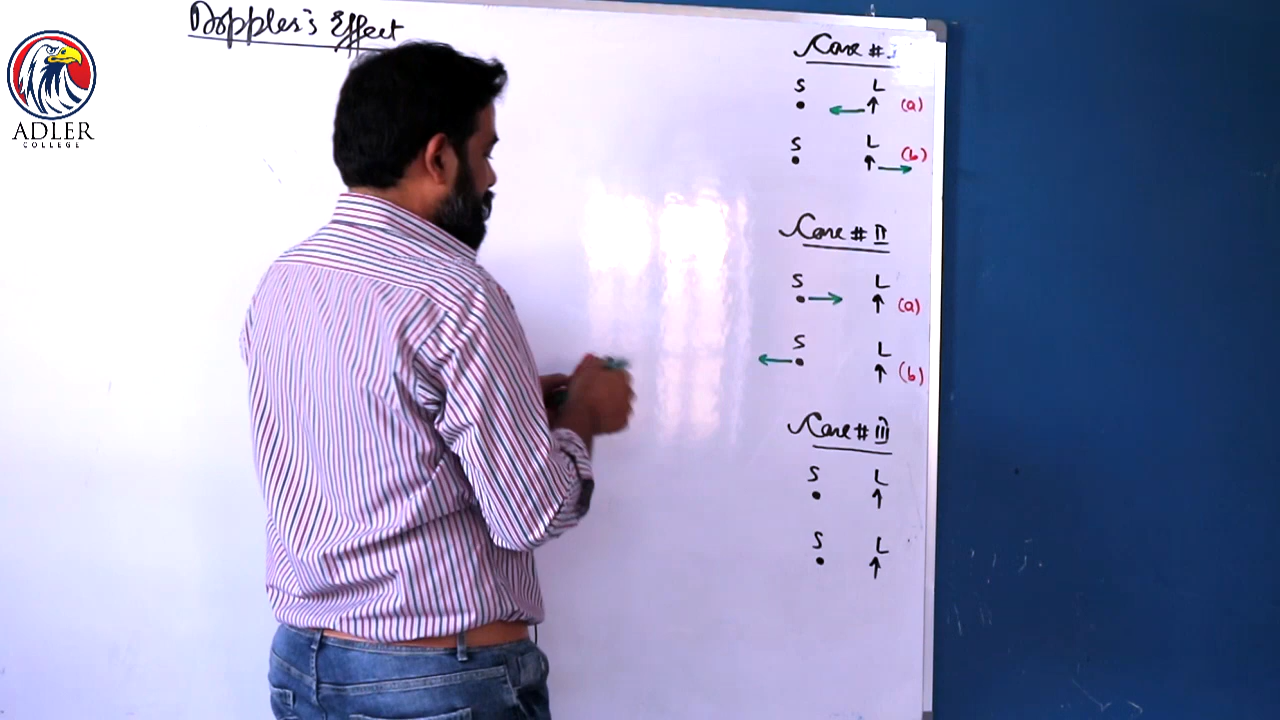 Doppler's Effect
ADLER
COLLEGE
Case # I
S L
(a)
S L
(b)
Case # II
S L
(a)
S L
(b)
Case # III
S L
S L